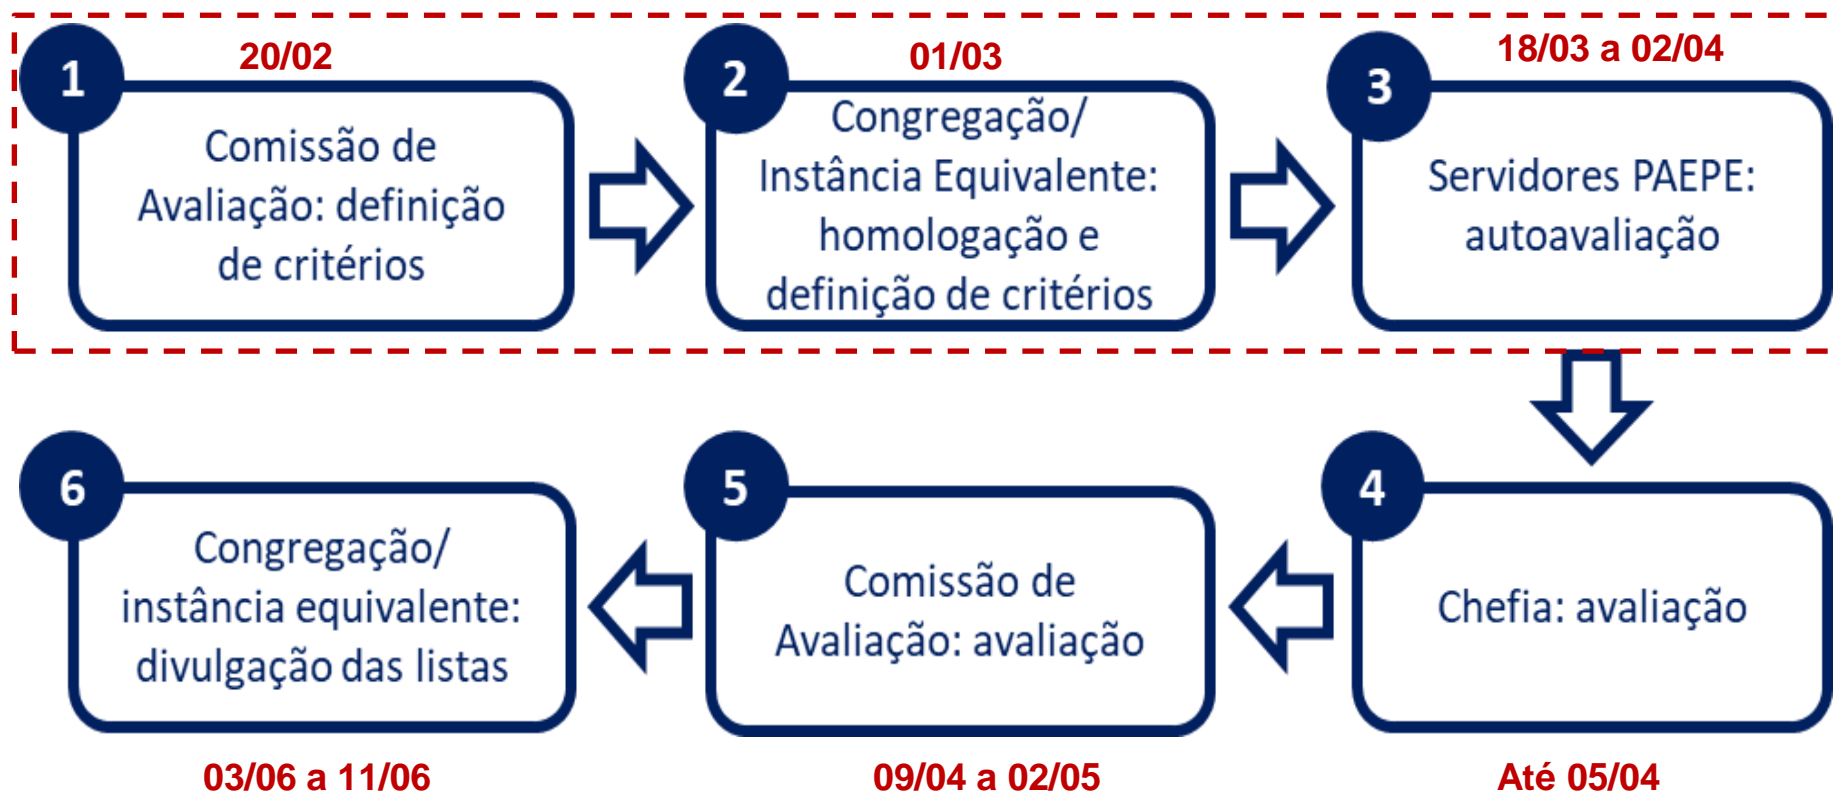 1
20/02
Comissão de
Avaliação: definição
de critérios
2
01/03
Congregação/
Instância Equivalente:
homologação e
definição de critérios
3
18/03 a 02/04
Servidores PAEPE:
autoavaliação
4
Chefia: avaliação
Até 05/04
5
Comissão de
Avaliação: avaliação
09/04 a 02/05
6
Congregação/
instância equivalente:
divulgação das listas
03/06 a 11/06